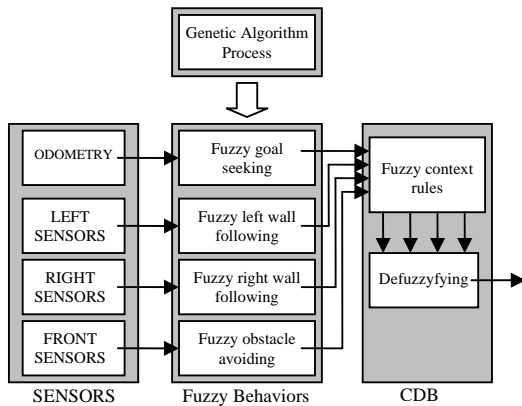 Genetic Algorithm
Process
ODOMETRY
Fuzzy goal
seeking
Fuzzy context
rules
LEFT
SENSORS
Fuzzy left wall
following
RIGHT
SENSORS
Fuzzy right wall
following
Defuzzyfying
FRONT
SENSORS
Fuzzy obstacle
avoiding
SENSORS
Fuzzy Behaviors
CDB